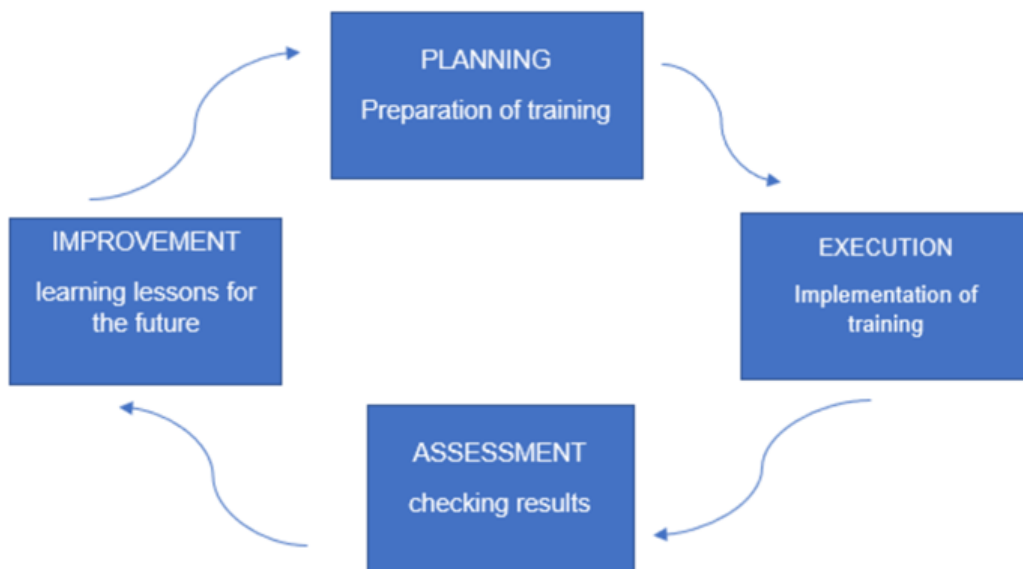 PLANNING
Preparation of training
EXECUTION
Implementation of
training
ASSESSMENT
checking results
IMPROVEMENT
learning lessons for
the future